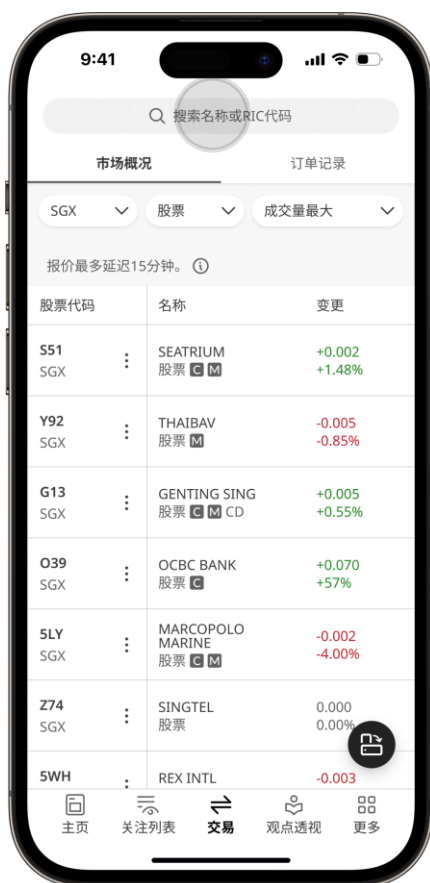 9:41
搜索名称或RIC代码
市场概况 订单记录
SGX 股票 成交量最大
报价最多延迟15分钟。
股票代码 名称 变更
S51 SEATRIUM +0.002
SGX 股票 C M +1.48%
Y92 THAIBAV -0.005
SGX 股票 M -0.85%
G13 GENTING SING +0.005
SGX 股票 C M CD +0.55%
O39 OCBC BANK +0.070
SGX 股票 C +57%
5LY MARCOPOLO
MARINE -0.002
SGX 股票 C M -4.00%
Z74 SINGTEL 0.000
SGX 股票 0.00%
5WH REX INTL -0.003
主页 关注列表 交易 观点透视 更多